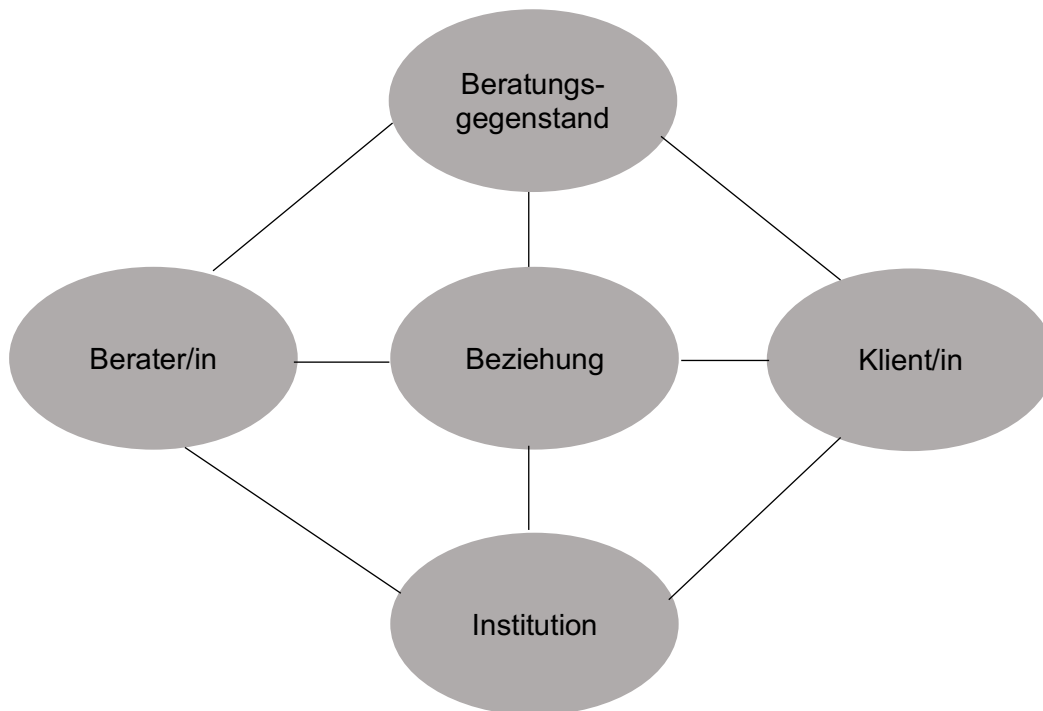 Beratungs-
gegenstand
Berater/in
Beziehung
Klient/in
Institution